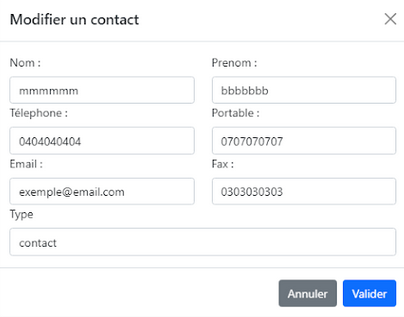 Modifier un contact
Nom :
Prenom :
mmmmmm
bbbbbbb
Télephone :
Portable :
0404040404
0707070707
Email :
Fax :
exemple@email.com
0303030303
Type
contact
Annuler
Valider